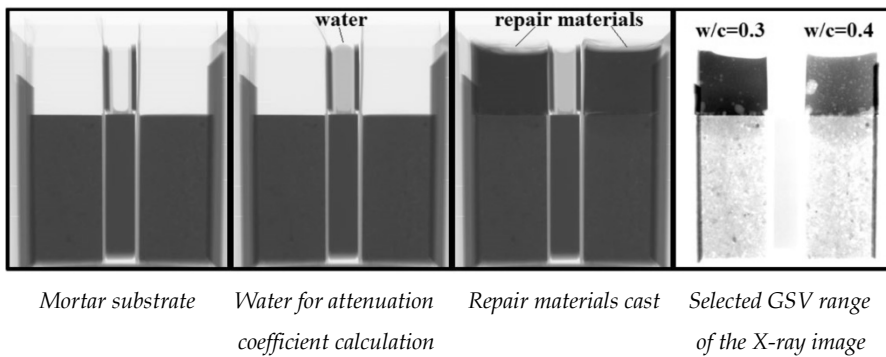 water
repair materials
w/c=0.3 w/c=0.4
Mortar substrate
Water for attenuation
coefficient calculation
Repair materials cast
Selected GSV range
of the X-ray image